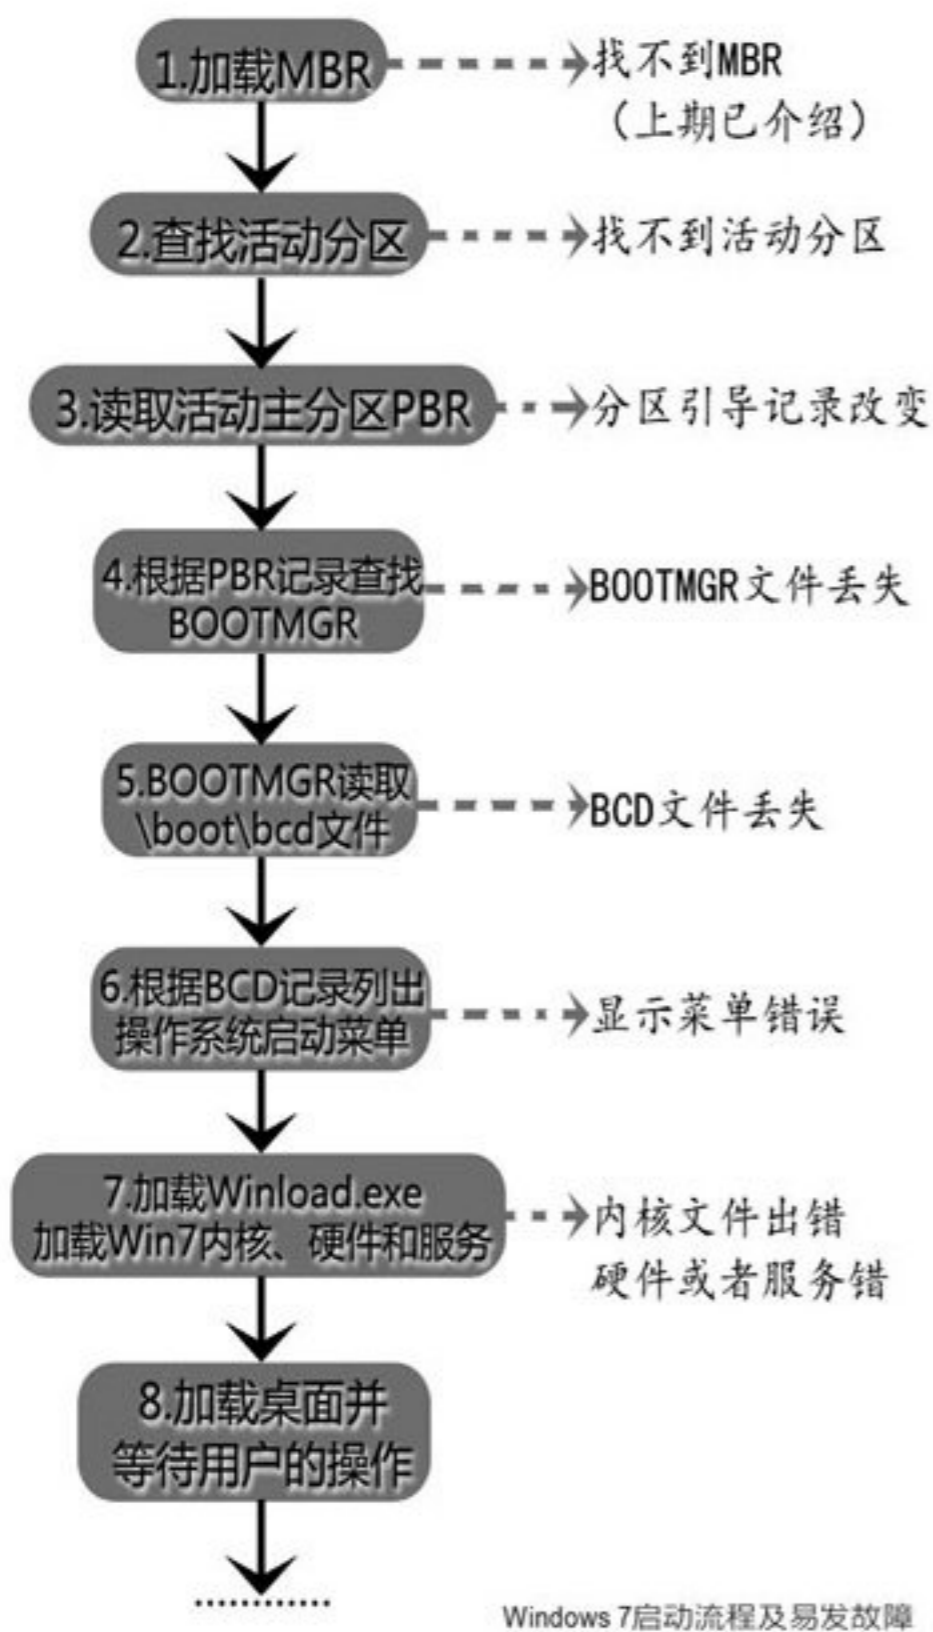 1.加载MBR
找不到MBR
（上期已介绍）
2.查找活动分区
找不到活动分区
3.读取活动主分区PBR
分区引导记录改变
4.根据PBR记录查找
BOOTMGR
BOOTMGR文件丢失
5.BOOTMGR读取
\boot\bcd文件
BCD文件丢失
6.根据BCD记录列出
操作系统启动菜单
显示菜单错误
7.加载Winload.exe
加载Win7内核、硬件和服务
内核文件出错
硬件或者服务错
8.加载桌面并
等待用户的操作
............
Windows 7启动流程及易发故障